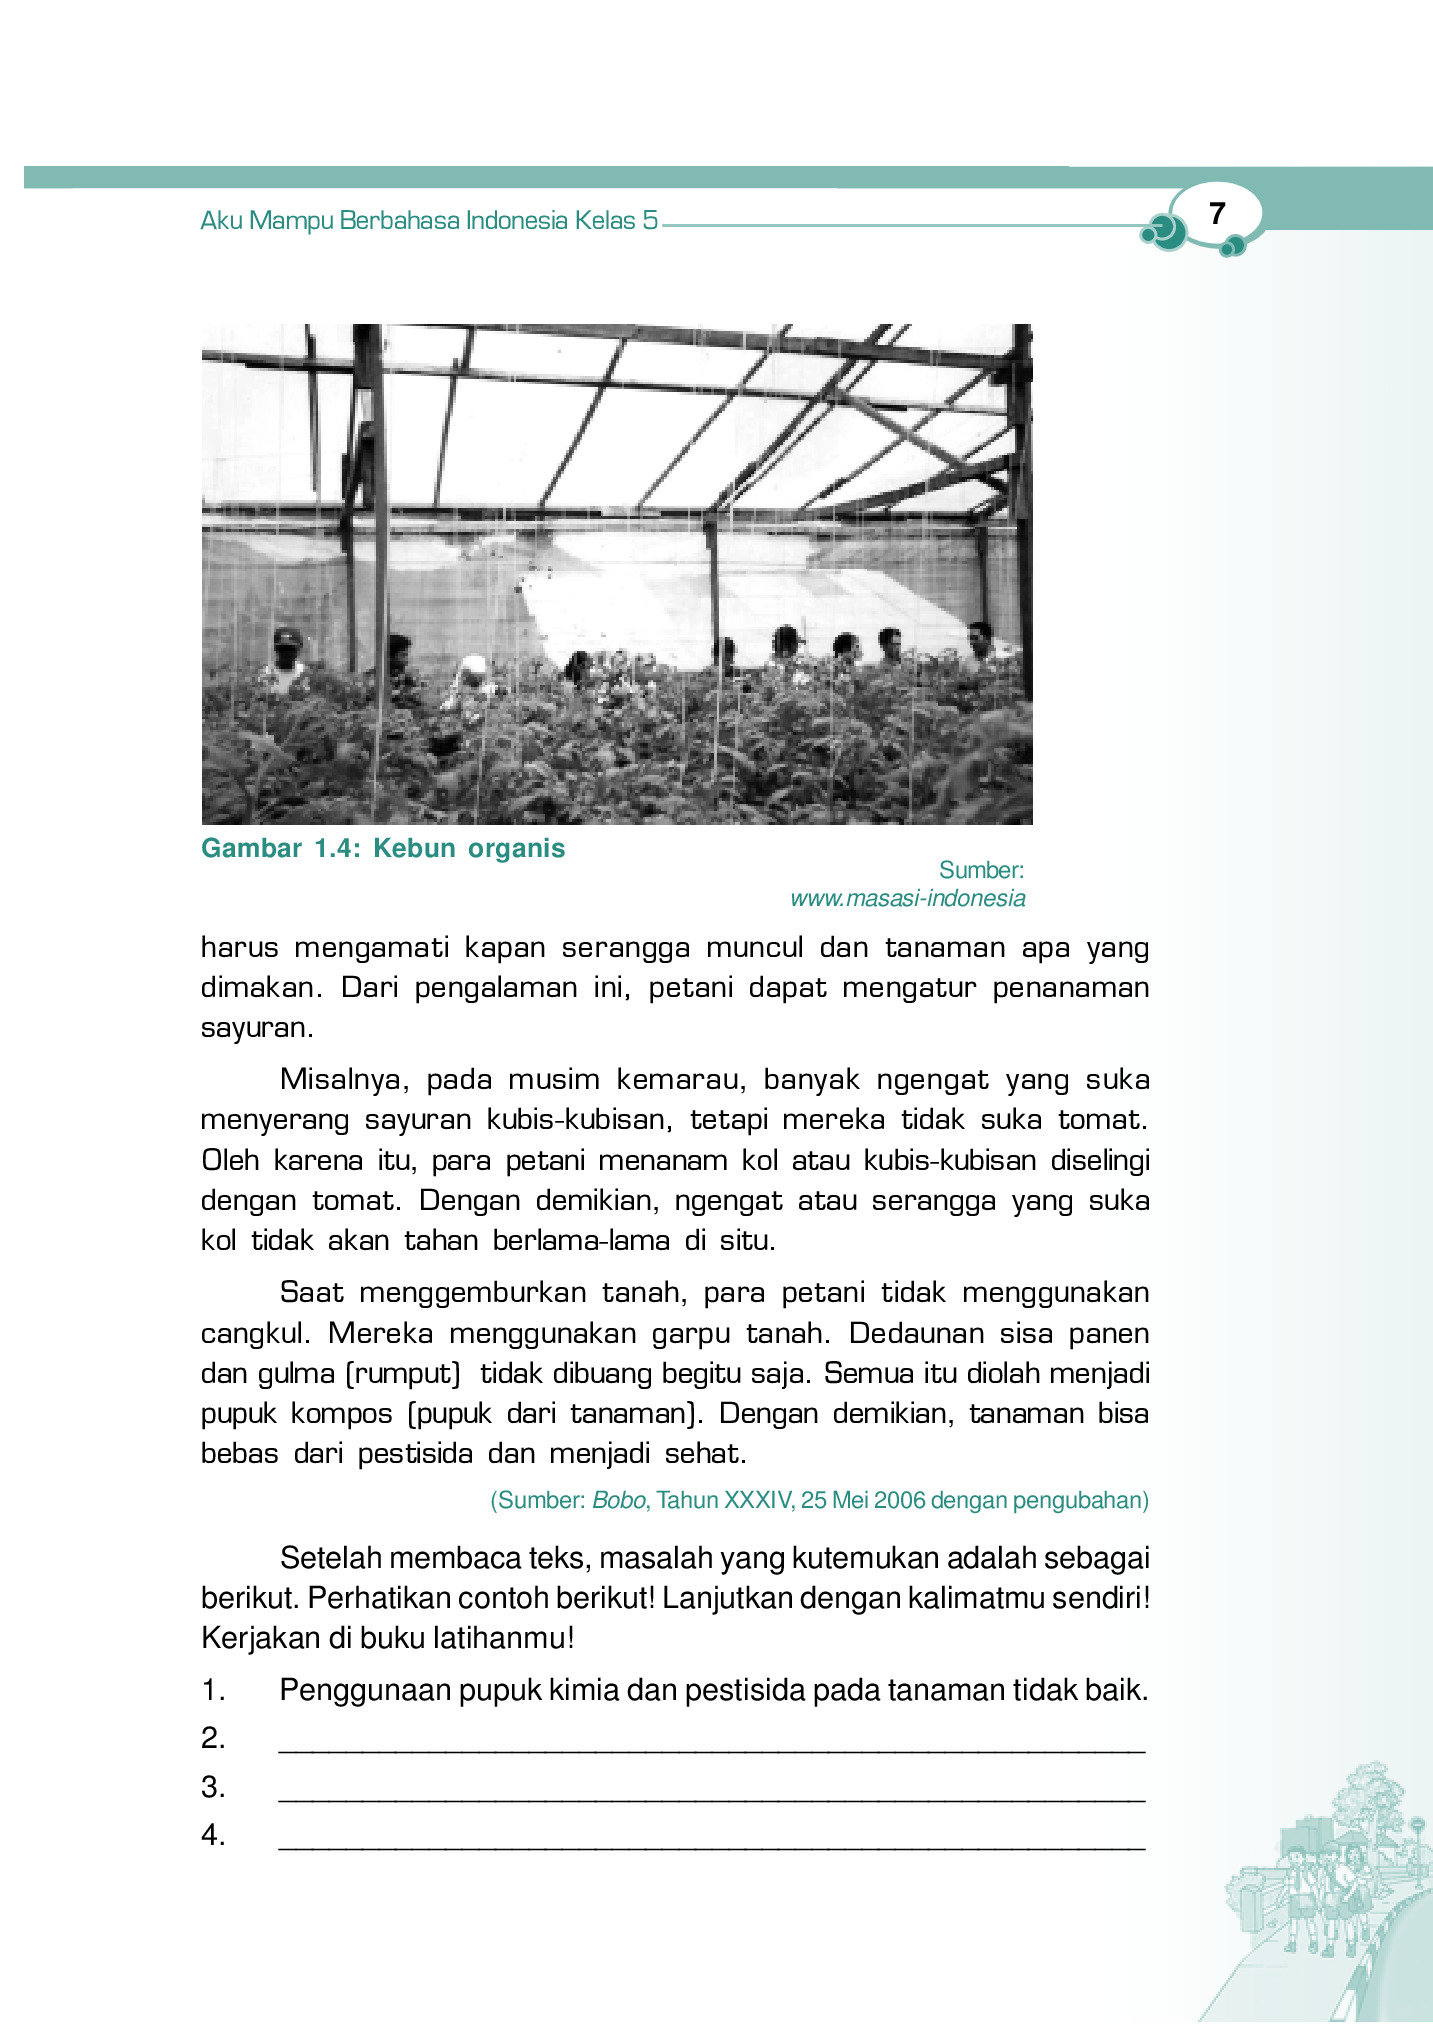 Aku Mampu Berbahasa Indonesia Kelas 5
7
Gambar 1.4: Kebun organis
Sumber:
www.masasi-indonesia
harus mengamati kapan serangga muncul dan tanaman apa yang
dimakan. Dari pengalaman ini, petani dapat mengatur penanaman
sayuran.
Misalnya, pada musim kemarau, banyak ngengat yang suka
menyerang sayuran kubis-kubisan, tetapi mereka tidak suka tomat.
Oleh karena itu, para petani menanam kol atau kubis-kubisan diselingi
dengan tomat. Dengan demikian, ngengat atau serangga yang suka
kol tidak akan tahan berlama-lama di situ.
Saat menggemburkan tanah, para petani tidak menggunakan
cangkul. Mereka menggunakan garpu tanah. Dedaunan sisa panen
dan gulma (rumput) tidak dibuang begitu saja. Semua itu diolah menjadi
pupuk kompos (pupuk dari tanaman). Dengan demikian, tanaman bisa
bebas dari pestisida dan menjadi sehat.
(Sumber: Bobo, Tahun XXXIV, 25 Mei 2006 dengan pengubahan)
Setelah membaca teks, masalah yang kutemukan adalah sebagai
berikut. Perhatikan contoh berikut! Lanjutkan dengan kalimatmu sendiri!
Kerjakan di buku latihanmu!
1. Penggunaan pupuk kimia dan pestisida pada tanaman tidak baik.
2. ____________________________________________________
3. ____________________________________________________
4. ____________________________________________________